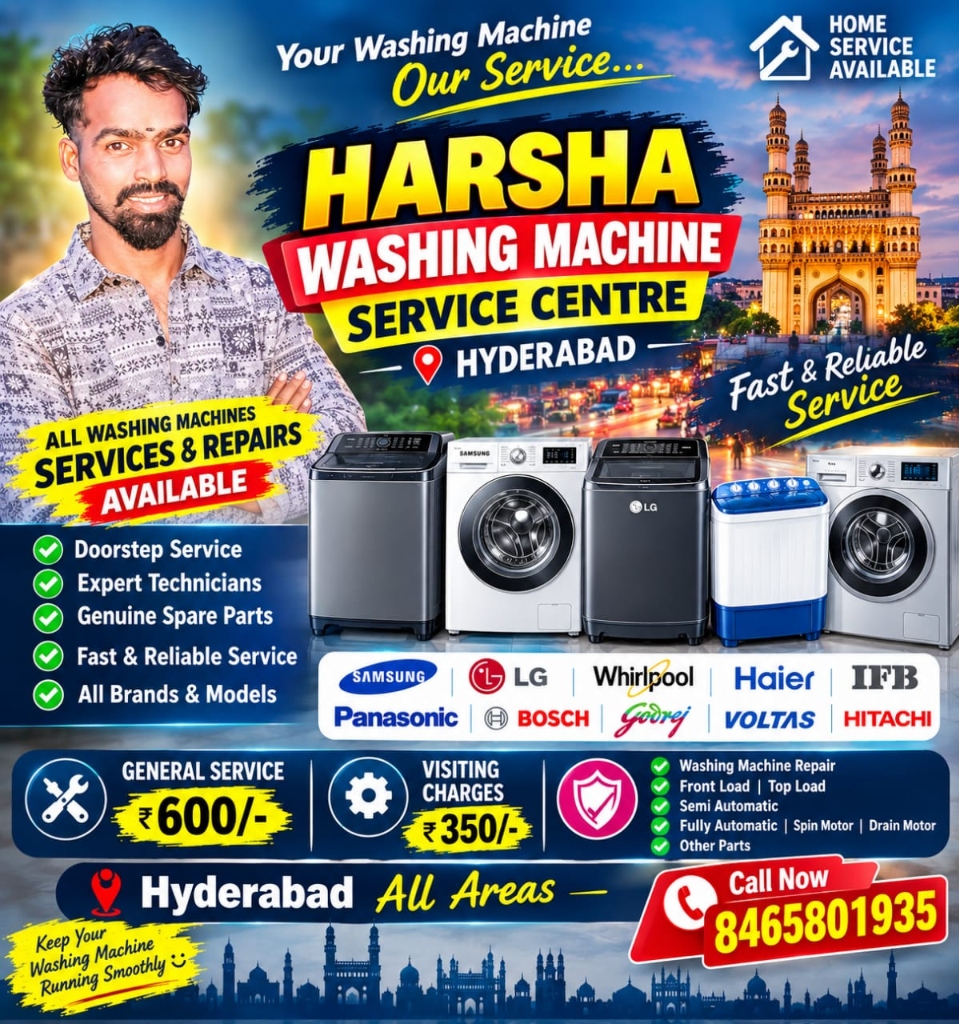 Your Washing Machine
Our Service...
HOME
SERVICE
AVAILABLE
HARSHA
WASHING MACHINE
SERVICE CENTRE
HYDERABAD
Fast & Reliable
Service
ALL WASHING MACHINES
SERVICES & REPAIRS
AVAILABLE
Doorstep Service
Expert Technicians
Genuine Spare Parts
Fast & Reliable Service
All Brands & Models
SAMSUNG
LG
SAMSUNG | LG | Whirlpool | Haier | IFB
Panasonic | BOSCH | Godrej | VOLTAS | HITACHI
GENERAL SERVICE
₹600/-
VISITING
CHARGES
₹350/-
Washing Machine Repair
Front Load | Top Load
Semi Automatic
Fully Automatic | Spin Motor | Drain Motor
Other Parts
Hyderabad All Areas
Call Now
8465801935
Keep Your
Washing Machine
Running Smoothly